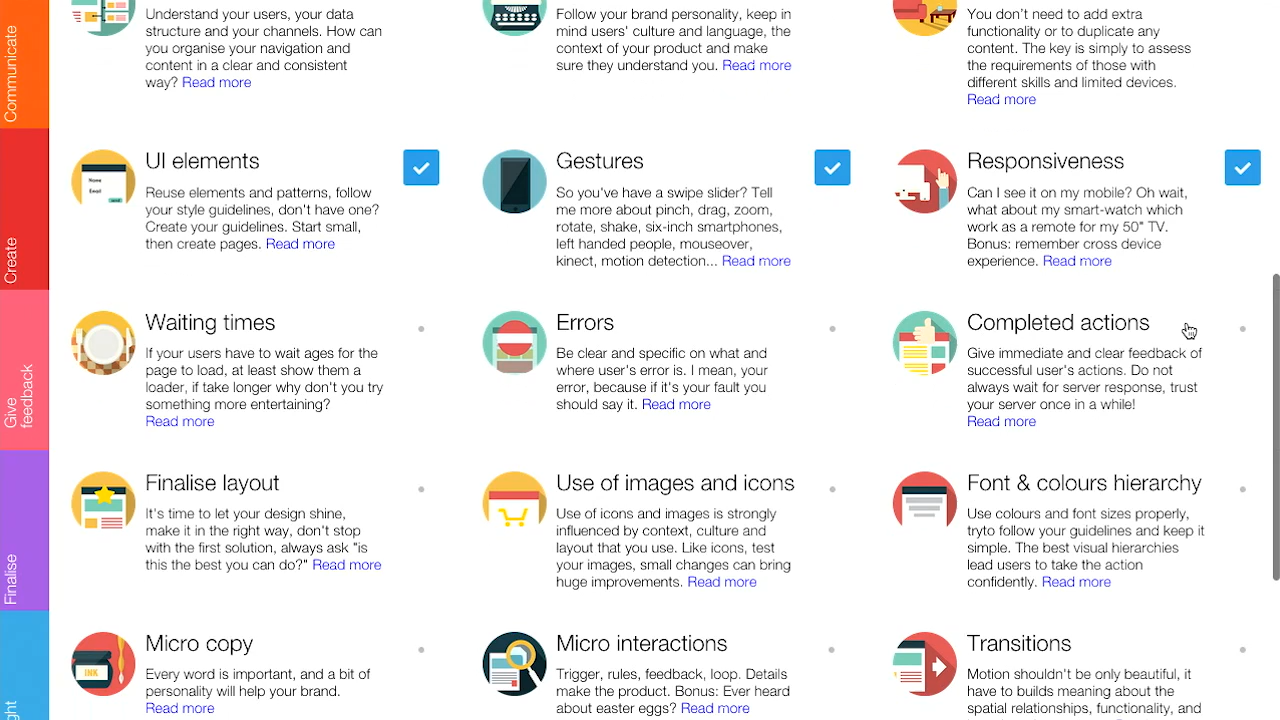 Communicate
Understand your users, your data
structure and your channels. How can
you organise your navigation and
content in a clear and consistent
way? Read more
Follow your brand personality, keep in
mind users' culture and language, the
context of your product and make
sure they understand you. Read more
You don't need to add extra
functionality or to duplicate any
content. The key is simply to assess
the requirements of those with
different skills and limited devices.
Read more
Create
UI elements
Name
Email
Reuse elements and patterns, follow
your style guidelines, don't have one?
Create your guidelines. Start small,
then create pages. Read more
Gestures
So you've have a swipe slider? Tell
me more about pinch, drag, zoom,
rotate, shake, six-inch smartphones,
left handed people, mouseover,
kinect, motion detection... Read more
Responsiveness
Can I see it on my mobile? Oh wait,
what about my smart-watch which
work as a remote for my 50" TV.
Bonus: remember cross device
experience. Read more
Give
feedback
Waiting times
If your users have to wait ages for the
page to load, at least show them a
loader, if take longer why don't you try
something more entertaining?
Read more
Errors
Be clear and specific on what and
where user's error is. I mean, your
error, because if it's your fault you
should say it. Read more
Completed actions
Give immediate and clear feedback of
successful user's actions. Do not
always wait for server response, trust
your server once in a while!
Read more
Finalise
Finalise layout
It's time to let your design shine,
make it in the right way, don't stop
with the first solution, always ask "is
this the best you can do?" Read more
Use of images and icons
Use of icons and images is strongly
influenced by context, culture and
layout that you use. Like icons, test
your images, small changes can bring
huge improvements. Read more
Font & colours hierarchy
Use colours and font sizes properly,
tryto follow your guidelines and keep it
simple. The best visual hierarchies
lead users to take the action
confidently. Read more
ght
Micro copy
INK
Every word is important, and a bit of
personality will help your brand.
Read more
Micro interactions
Trigger, rules, feedback, loop. Details
make the product. Bonus: Ever heard
about easter eggs? Read more
Transitions
Motion shouldn't be only beautiful, it
have to builds meaning about the
spatial relationships, functionality, and